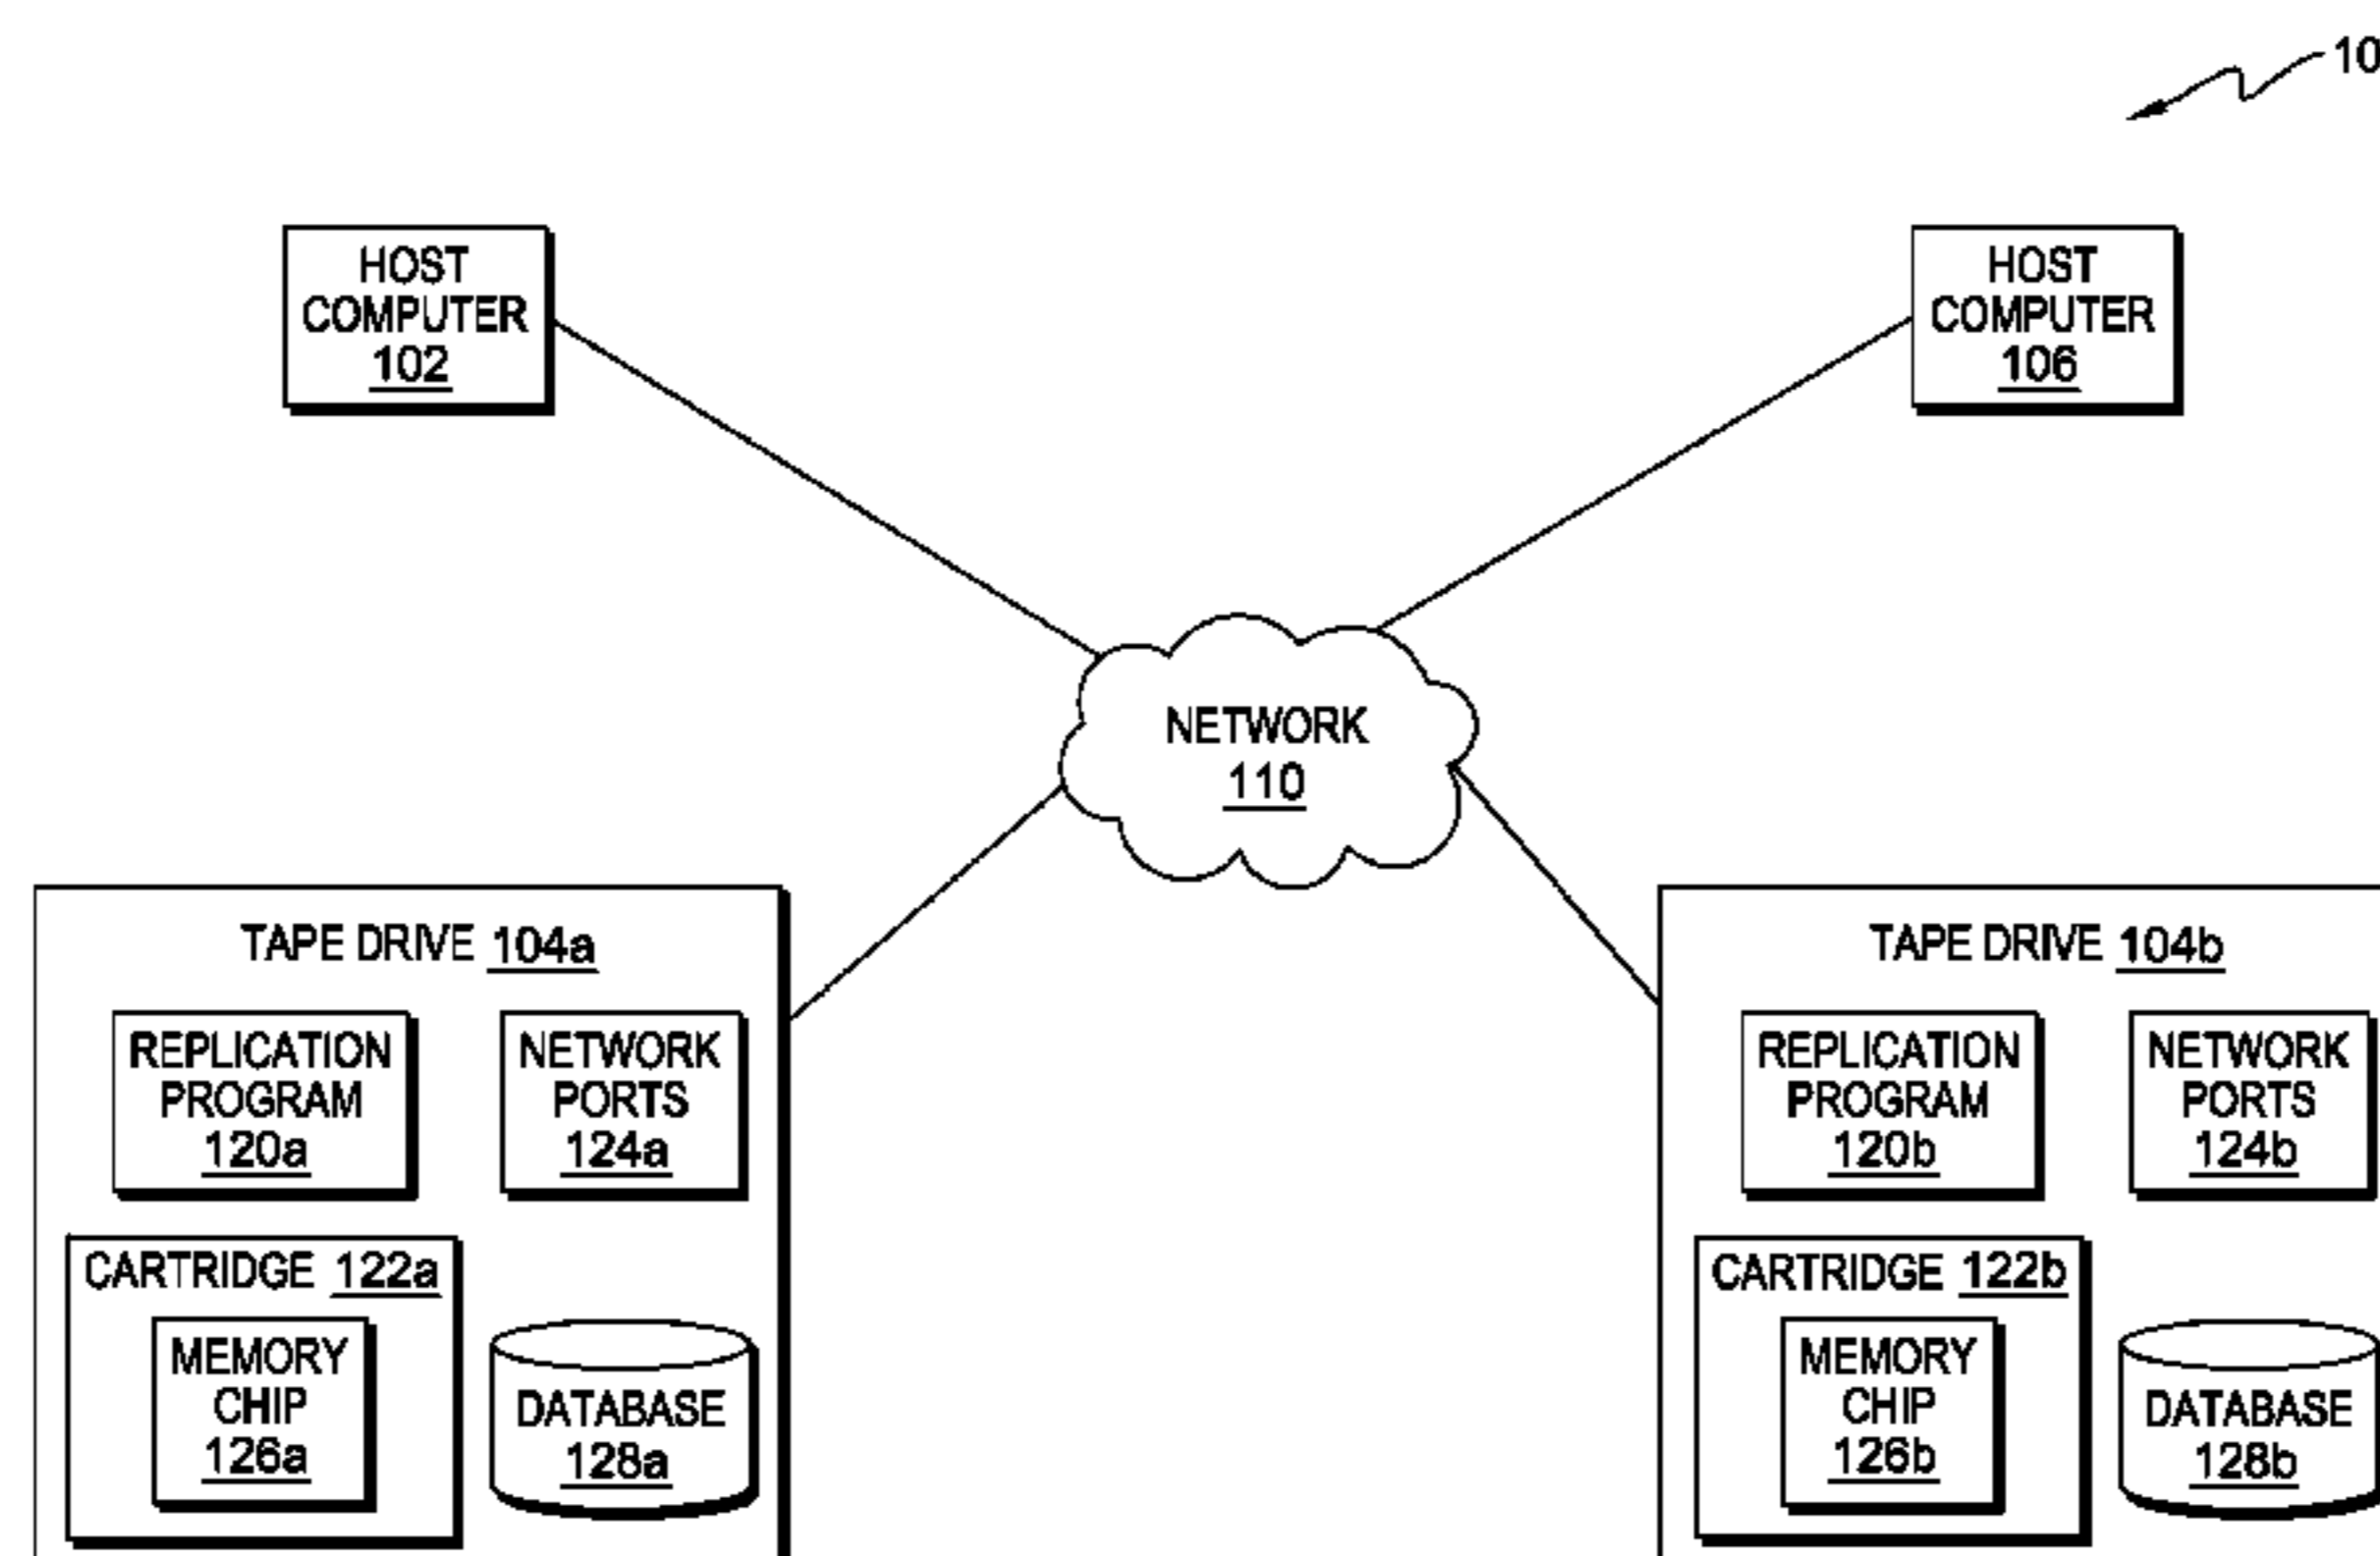 10
HOST
COMPUTER
102
HOST
COMPUTER
106
NETWORK
110
TAPE DRIVE 104a
REPLICATION
PROGRAM
120a
NETWORK
PORTS
124a
CARTRIDGE 122a
MEMORY
CHIP
126a
DATABASE
128a
TAPE DRIVE 104b
REPLICATION
PROGRAM
120b
NETWORK
PORTS
124b
CARTRIDGE 122b
MEMORY
CHIP
126b
DATABASE
128b